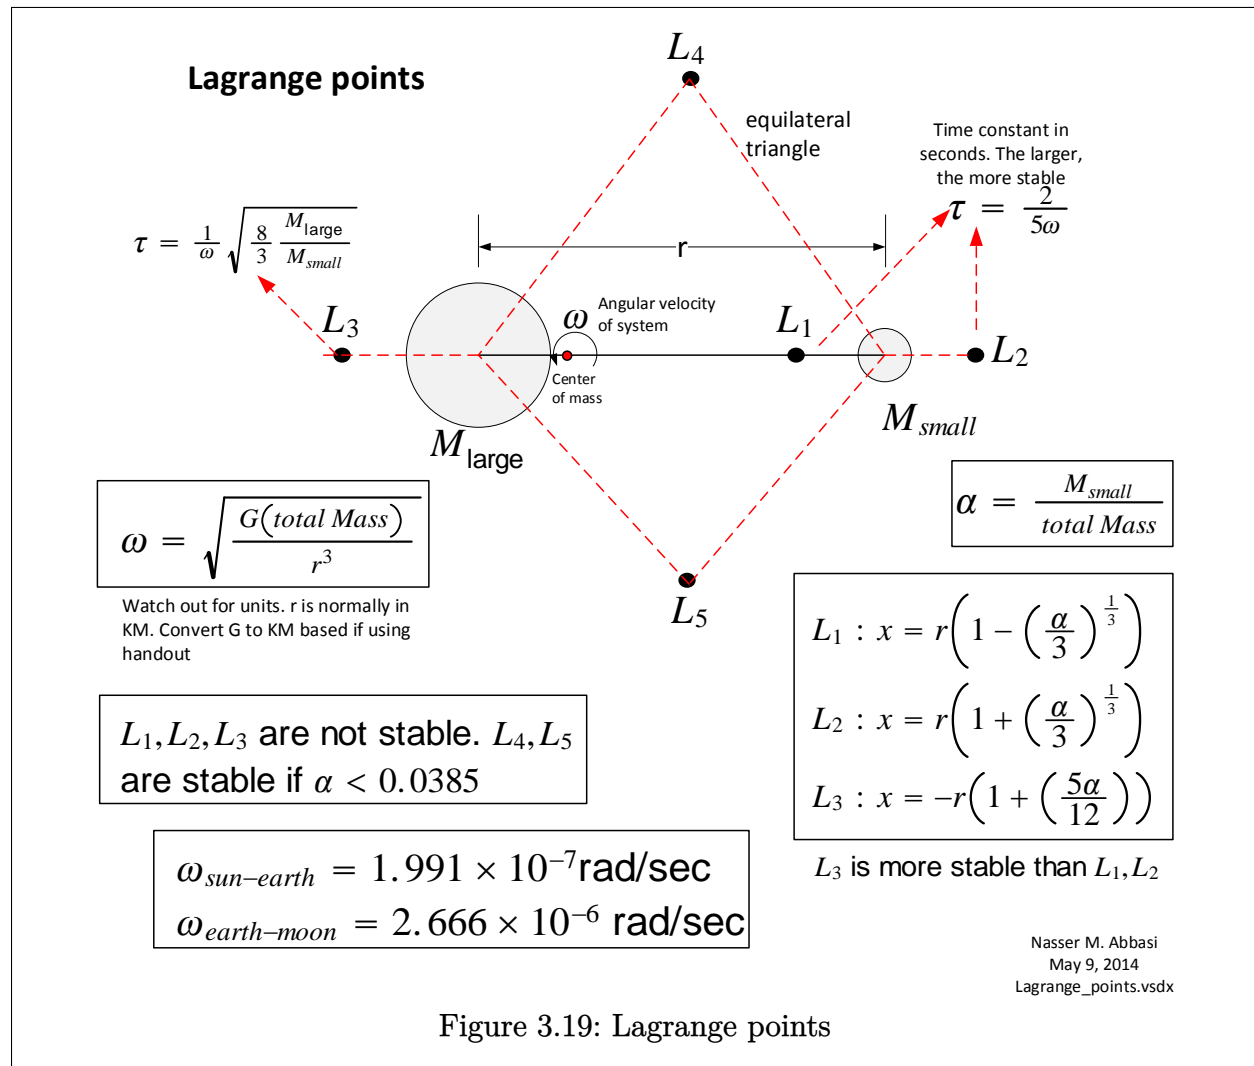 Lagrange points
L₄
equilateral
triangle
Time constant in
seconds. The larger,
the more stable
τ = 2/(5ω)
τ = (1/ω) √((8/3) (M_large/M_small))
r
L₃
ω
Angular velocity
of system
L₁
L₂
Center
of mass
M_large
M_small
ω = √(G(total Mass)/r³)
α = M_small/total Mass
Watch out for units. r is normally in
KM. Convert G to KM based if using
handout
L₅
L₁ : x = r(1 − (α/3)^(1/3))
L₂ : x = r(1 + (α/3)^(1/3))
L₃ : x = −r(1 + (5α/12))
L₁, L₂, L₃ are not stable. L₄, L₅
are stable if α < 0.0385
L₃ is more stable than L₁, L₂
ω_sun−earth = 1.991 × 10⁻⁷ rad/sec
ω_earth−moon = 2.666 × 10⁻⁶ rad/sec
Nasser M. Abbasi
May 9, 2014
Lagrange_points.vsdx
Figure 3.19: Lagrange points